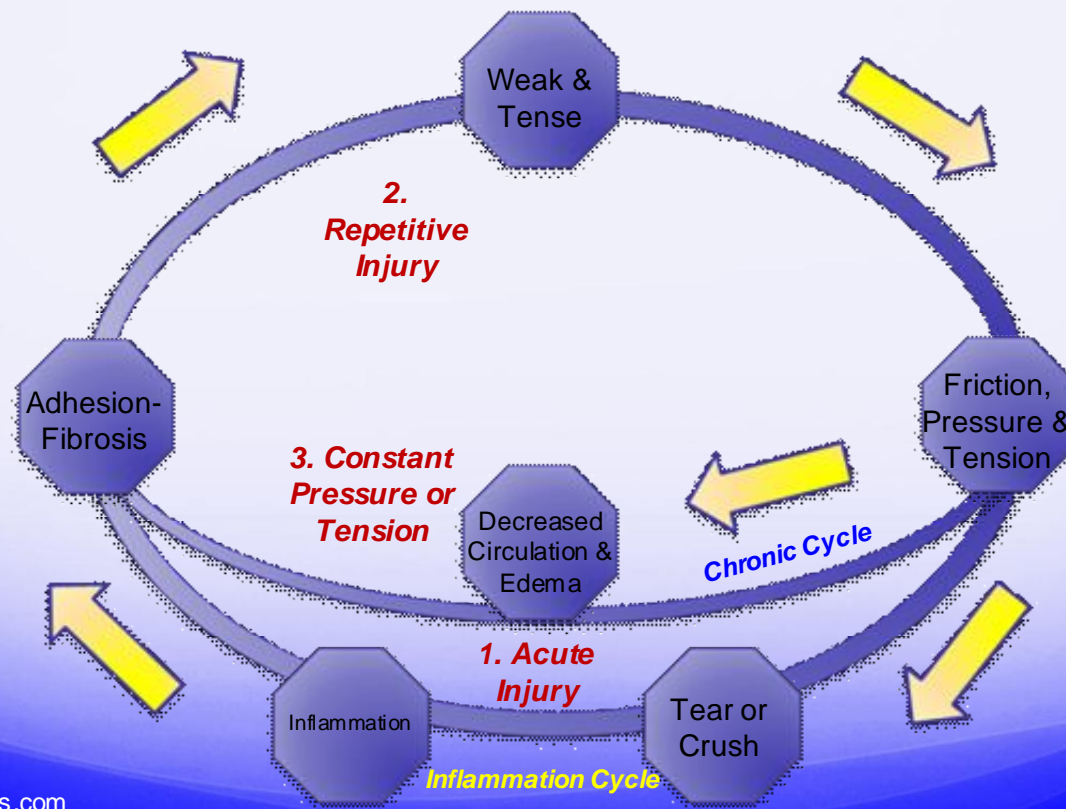 Weak &
Tense
2.
Repetitive
Injury
Adhesion-
Fibrosis
Friction,
Pressure &
Tension
3. Constant
Pressure or
Tension
Decreased
Circulation &
Edema
Chronic Cycle
1. Acute
Injury
Inflammation
Tear or
Crush
Inflammation Cycle
s.com